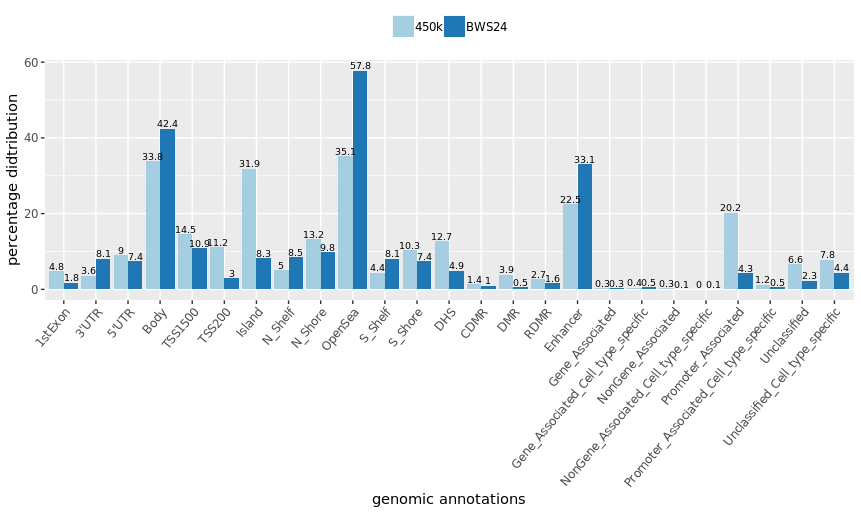 450k BWS24
percentage didtribution
60
40
20
0
4.8 1.8 3.6 8.1 9 7.4 33.8 42.4 14.5 10.9 11.2 3 31.9 8.3 5 8.5 13.2 9.8 35.1 57.8 4.4 8.1 10.3 7.4 12.7 4.9 1.4 1 3.9 0.5 2.7 1.6 22.5 33.1 0.3 0.3 0.4 0.5 0.3 0.1 0 0.1 20.2 4.3 1.2 0.5 6.6 2.3 7.8 4.4
1stExon
3'UTR
5'UTR
Body
TSS1500
TSS200
Island
N_Shelf
N_Shore
OpenSea
S_Shelf
S_Shore
DHS
CDMR
DMR
RDMR
Enhancer
Gene_Associated
Gene_Associated_Cell_type_specific
NonGene_Associated
NonGene_Associated_Cell_type_specific
Promoter_Associated
Promoter_Associated_Cell_type_specific
Unclassified
Unclassified_Cell_type_specific
genomic annotations